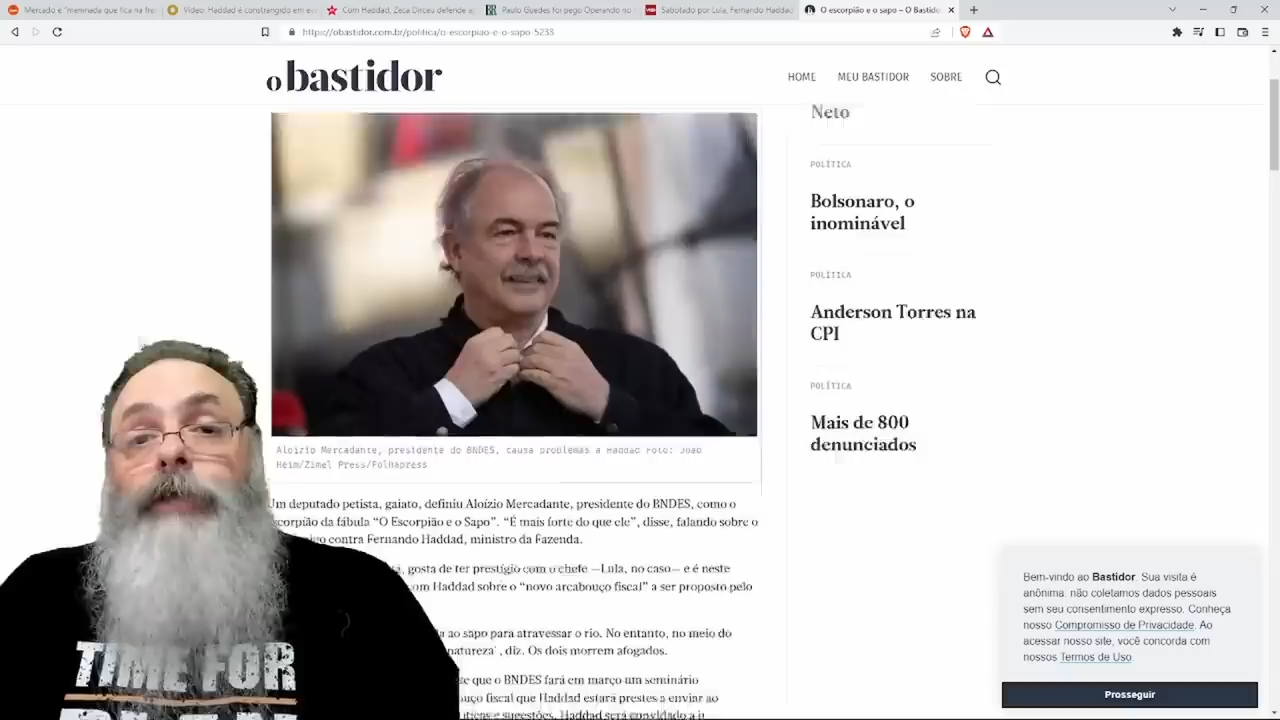 Mercado é "memnada que fica na fre
Vídeo: Haddad é constrangido em ev
Com Haddad, Zeca Dirceu defende a
Paulo Guedes foi pego Operando no
Sabotado por Lula, Fernando Haddad
O escorpião e o sapo – O Bastido
https://obastidor.com.br/politica/o-escorpiao-e-o-sapo-5233
o bastidor
HOME MEU BASTIDOR SOBRE
Neto
POLÍTICA
Bolsonaro, o
inominável
POLÍTICA
Anderson Torres na
CPI
POLÍTICA
Mais de 800
denunciados
Aloizio Mercadante, presidente do BNDES, causa problemas a Haddad Foto: João
Heim/Zimel Press/Folhapress
Um deputado petista, gaiato, definiu Aloízio Mercadante, presidente do BNDES, como o
escorpião da fábula "O Escorpião e o Sapo". "É mais forte do que ele", disse, falando sobre o
contra Fernando Haddad, ministro da Fazenda.
, gosta de ter prestígio com o chefe —Lula, no caso— e é neste
com Haddad sobre o "novo arcabouço fiscal" a ser proposto pelo
a ao sapo para atravessar o rio. No entanto, no meio do
natureza", diz. Os dois morrem afogados.
te que o BNDES fará em março um seminário
ço fiscal que Haddad estará prestes a enviar ao
e sugestões. Haddad será convidado a ir
TIME FOR
Bem-vindo ao Bastidor. Sua visita é
anônima. não coletamos dados pessoais
sem seu consentimento expresso. Conheça
nosso Compromisso de Privacidade. Ao
acessar nosso site, você concorda com
nossos Termos de Uso.
Prosseguir